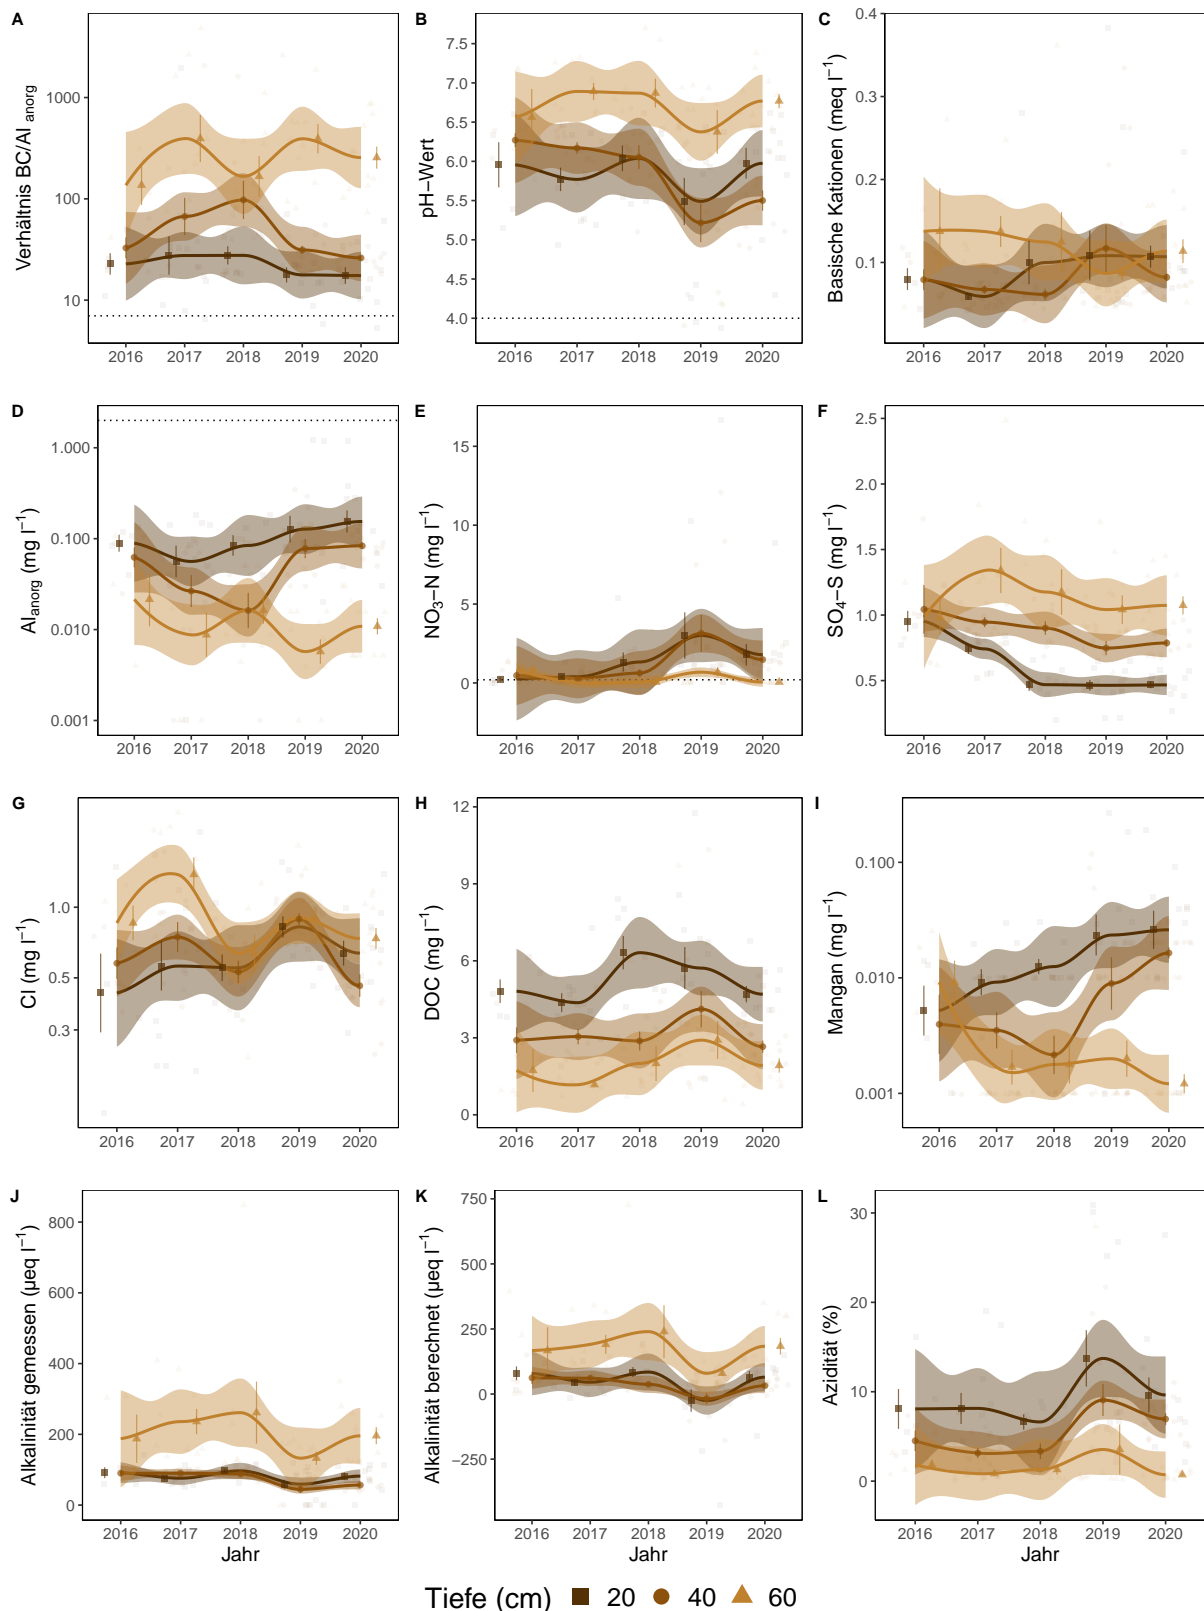 A
Verhältnis BC/Al anorg
1000
100
10
2016 2017 2018 2019 2020
B
pH−Wert
7.5
7.0
6.5
6.0
5.5
5.0
4.5
4.0
2016 2017 2018 2019 2020
C
Basische Kationen (meq l−1)
0.4
0.3
0.2
0.1
2016 2017 2018 2019 2020
D
Alanorg (mg l−1)
1.000
0.100
0.010
0.001
2016 2017 2018 2019 2020
E
NO3−N (mg l−1)
15
10
5
0
2016 2017 2018 2019 2020
F
SO4−S (mg l−1)
2.5
2.0
1.5
1.0
0.5
2016 2017 2018 2019 2020
G
Cl (mg l−1)
1.0
0.5
0.3
2016 2017 2018 2019 2020
H
DOC (mg l−1)
12
9
6
3
0
2016 2017 2018 2019 2020
I
Mangan (mg l−1)
0.100
0.010
0.001
2016 2017 2018 2019 2020
J
Alkalinität gemessen (µeq l−1)
800
600
400
200
0
2016 2017 2018 2019 2020
Jahr
K
Alkalinität berechnet (µeq l−1)
750
500
250
0
−250
2016 2017 2018 2019 2020
Jahr
L
Azidität (%)
30
20
10
0
2016 2017 2018 2019 2020
Jahr
Tiefe (cm) 20 40 60